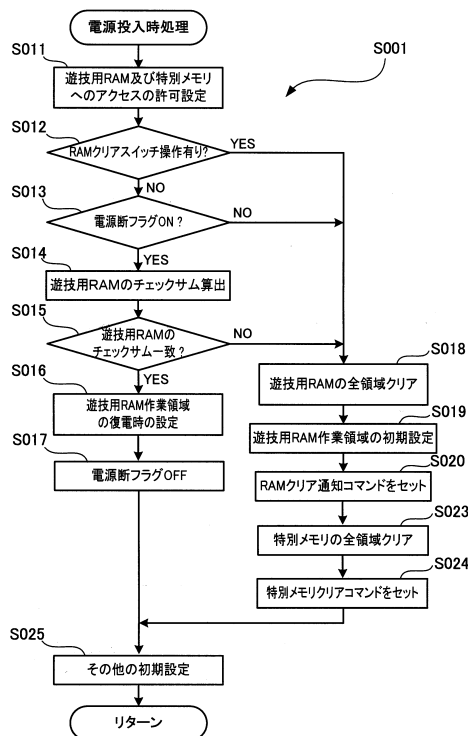 電源投入時処理
S001
S011
遊技用RAM及び特別メモリ
へのアクセスの許可設定
S012
RAMクリアスイッチ操作有り?
YES
NO
S013
電源断フラグON?
NO
YES
S014
遊技用RAMのチェックサム算出
S015
遊技用RAMの
チェックサム一致?
NO
YES
S016
遊技用RAM作業領域
の復電時の設定
S017
電源断フラグOFF
S018
遊技用RAMの全領域クリア
S019
遊技用RAM作業領域の初期設定
S020
RAMクリア通知コマンドをセット
S023
特別メモリの全領域クリア
S024
特別メモリクリアコマンドをセット
S025
その他の初期設定
リターン